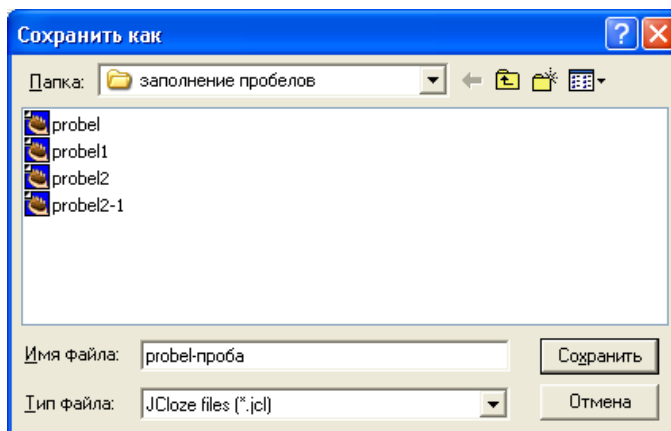 Сохранить как
Папка: заполнение пробелов
probel
probel1
probel2
probel2-1
Имя файла: probel-проба Сохранить
Тип файла: JCloze files (*.jcl) Отмена